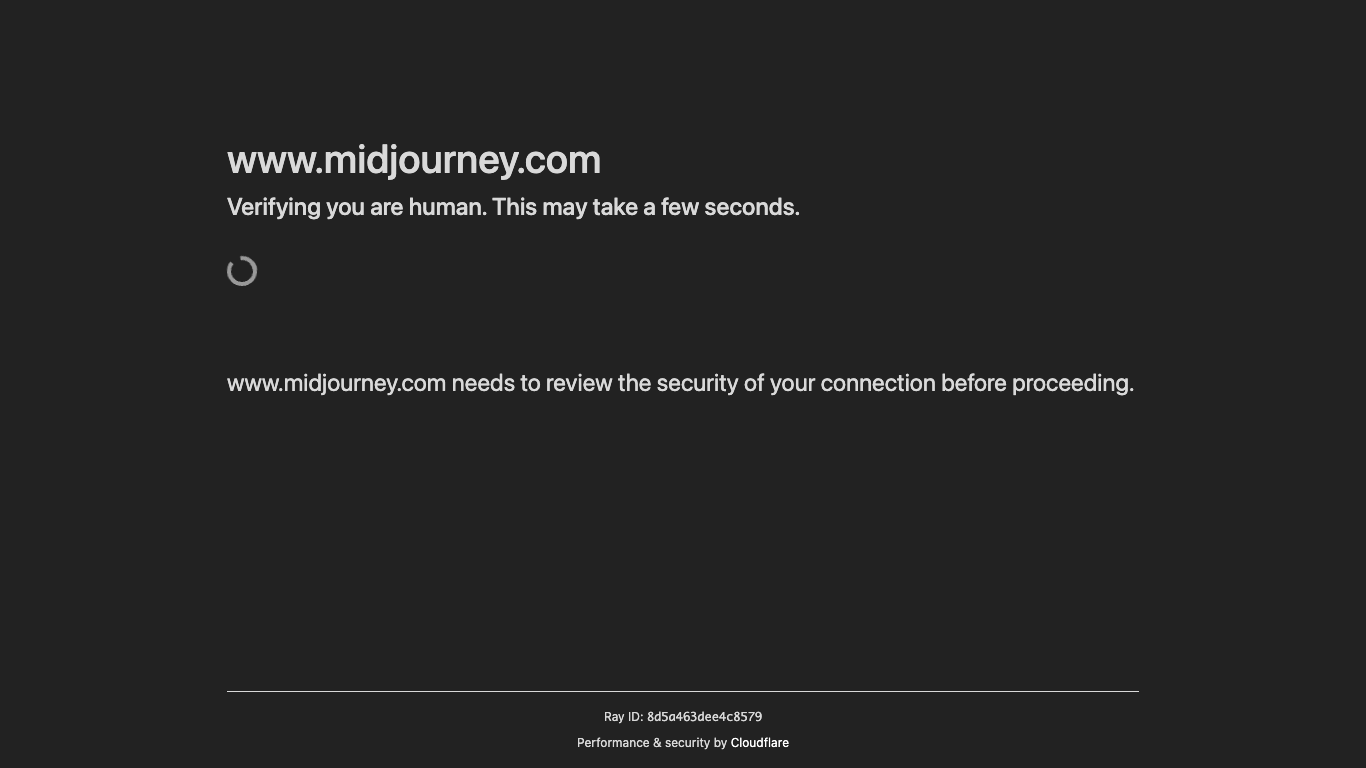 www.midjourney.com
Verifying you are human. This may take a few seconds.
www.midjourney.com needs to review the security of your connection before proceeding.
Ray ID: 8d5a463dee4c8579
Performance & security by Cloudflare